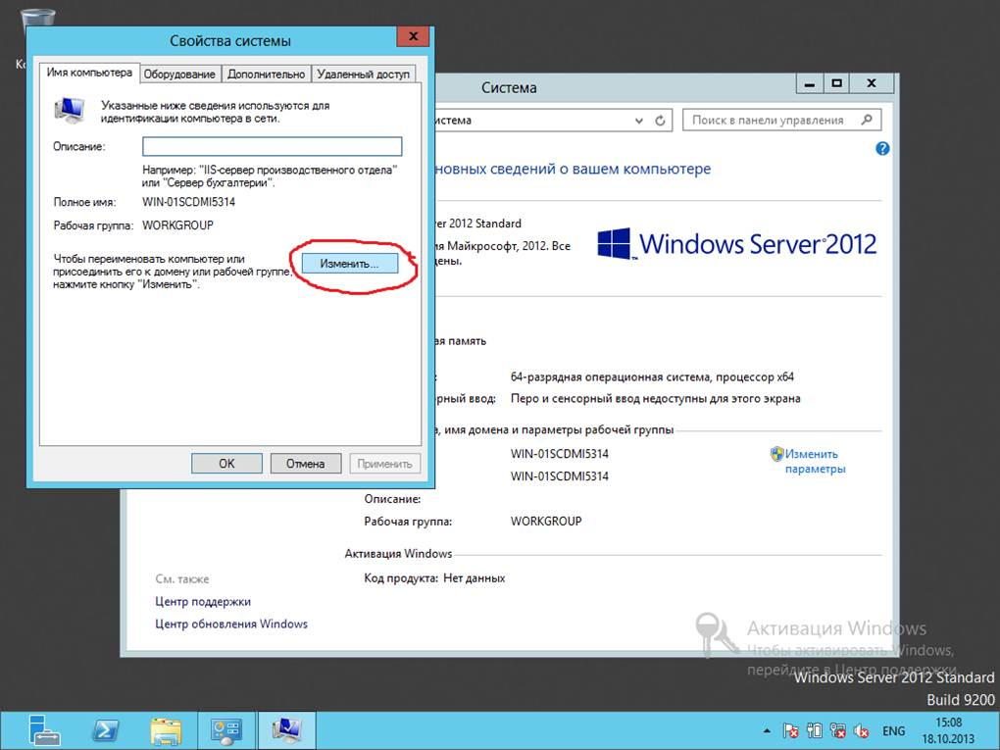 Ко
Свойства системы
Имя компьютера
Оборудование
Дополнительно
Удаленный доступ
Указанные ниже сведения используются для
идентификации компьютера в сети.
Описание:
Например: "IIS-сервер производственного отдела"
или "Сервер бухгалтерии".
Полное имя: WIN-01SCDMI5314
Рабочая группа: WORKGROUP
Чтобы переименовать компьютер или
присоединить его к домену или рабочей группе,
нажмите кнопку "Изменить".
Изменить...
OK
Отмена
Применить
Система
истема
Поиск в панели управления
новных сведений о вашем компьютере
er 2012 Standard
я Майкрософт, 2012. Все
цены.
Windows Server 2012
ая память
64-разрядная операционная система, процессор x64
рный ввод: Перо и сенсорный ввод недоступны для этого экрана
а, имя домена и параметры рабочей группы
WIN-01SCDMI5314
Изменить
параметры
WIN-01SCDMI5314
Описание:
Рабочая группа: WORKGROUP
Активация Windows
Код продукта: Нет данных
См. также
Центр поддержки
Центр обновления Windows
Активация Windows
Чтобы активировать Windows,
перейдите в Центр поддержки.
Windows Server 2012 Standard
Build 9200
ENG
15:08
18.10.2013